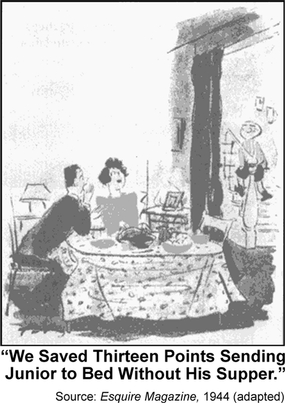 “We Saved Thirteen Points Sending
Junior to Bed Without His Supper.”
Source: Esquire Magazine, 1944 (adapted)